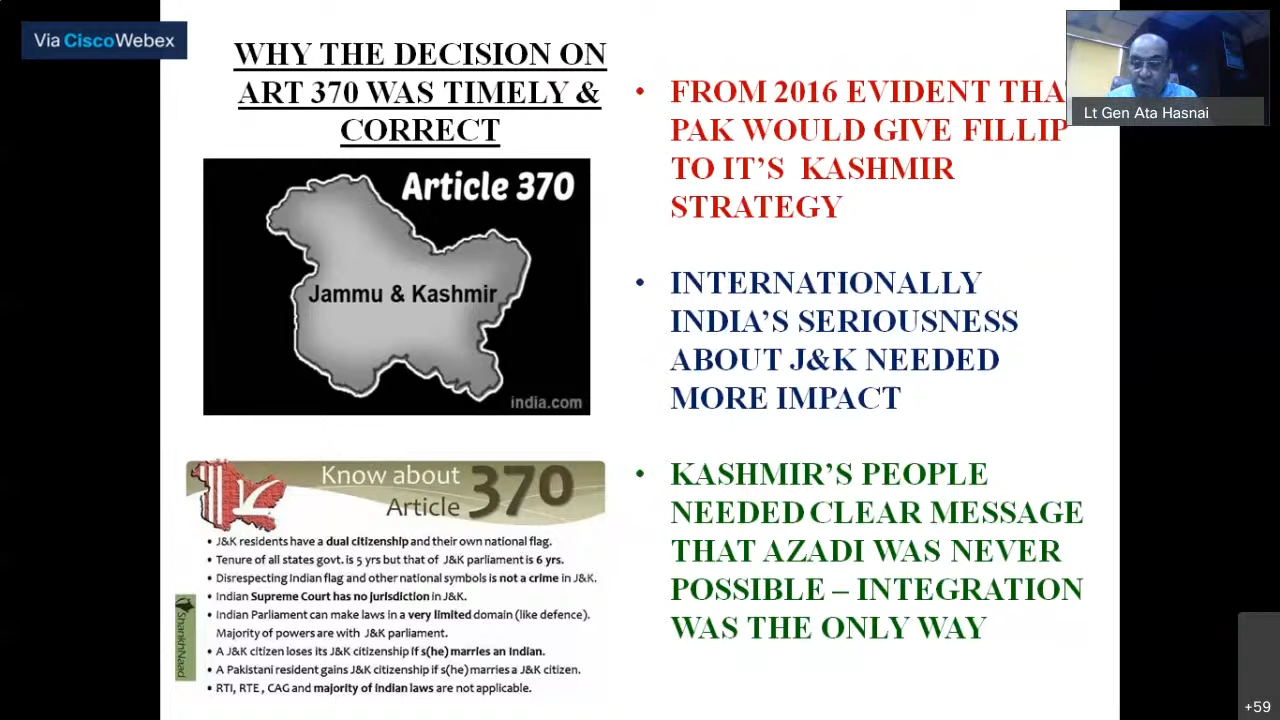 Via CiscoWebex
WHY THE DECISION ON
ART 370 WAS TIMELY &
CORRECT
Article 370
Jammu & Kashmir
india.com
Know about
Article 370
• J&K residents have a dual citizenship and their own national flag.
• Tenure of all states govt. is 5 yrs but that of J&K parliament is 6 yrs.
• Disrespecting Indian flag and other national symbols is not a crime in J&K.
• Indian Supreme Court has no jurisdiction in J&K.
• Indian Parliament can make laws in a very limited domain (like defence).
Majority of powers are with J&K parliament.
• A J&K citizen loses its J&K citizenship if s(he) marries an Indian.
• A Pakistani resident gains J&K citizenship if s(he) marries a J&K citizen.
• RTI, RTE, CAG and majority of Indian laws are not applicable.
ShankhNaad
• FROM 2016 EVIDENT THA
PAK WOULD GIVE FILLIP
TO IT’S KASHMIR
STRATEGY
• INTERNATIONALLY
INDIA’S SERIOUSNESS
ABOUT J&K NEEDED
MORE IMPACT
• KASHMIR’S PEOPLE
NEEDED CLEAR MESSAGE
THAT AZADI WAS NEVER
POSSIBLE – INTEGRATION
WAS THE ONLY WAY
Lt Gen Ata Hasnai
+59